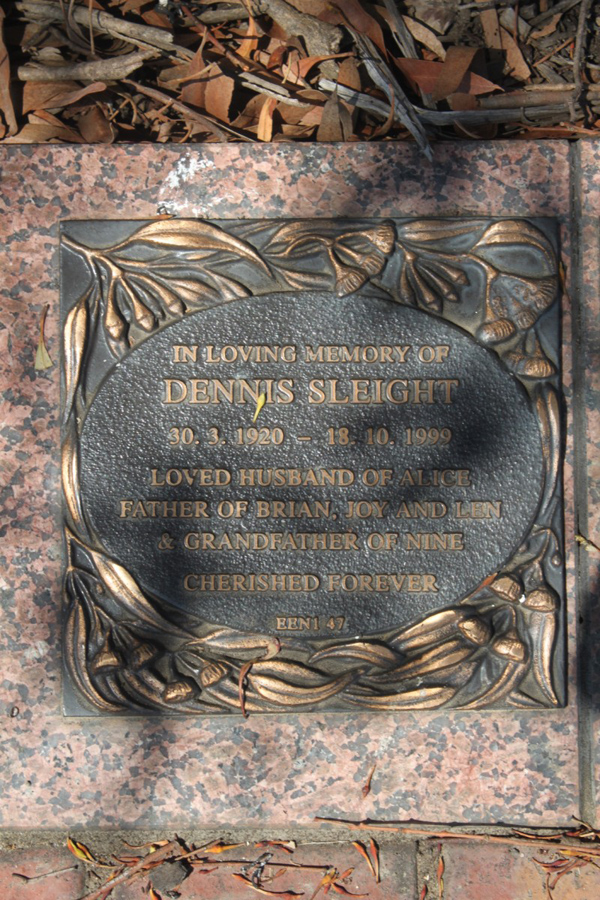 IN LOVING MEMORY OF
DENNIS SLEIGHT
30. 3. 1920 – 18. 10. 1999
LOVED HUSBAND OF ALICE
FATHER OF BRIAN, JOY AND LEN
& GRANDFATHER OF NINE
CHERISHED FOREVER
EEN1 47